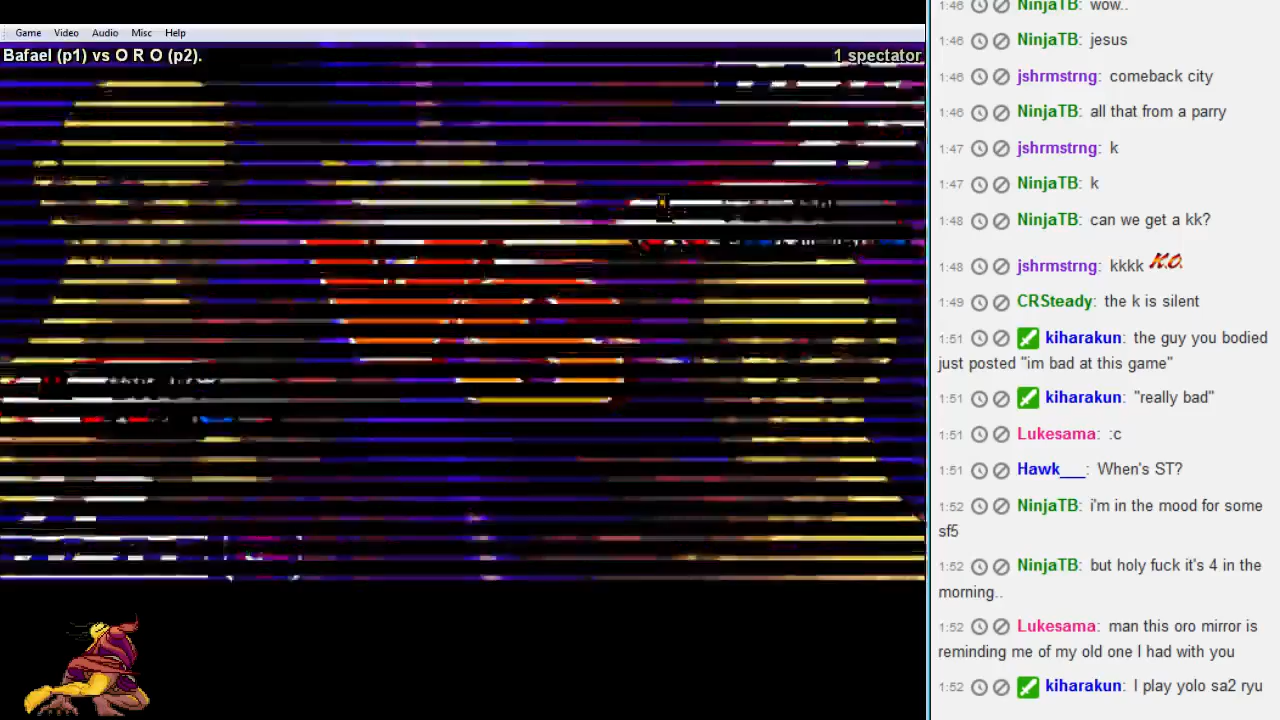 Game Video Audio Misc Help
Bafael (p1) vs O R O (p2). 1 spectator
1:46 NinjaTB: wow..
1:46 NinjaTB: jesus
1:46 jshrmstrng: comeback city
1:46 NinjaTB: all that from a parry
1:47 jshrmstrng: k
1:47 NinjaTB: k
1:48 NinjaTB: can we get a kk?
1:48 jshrmstrng: kkkk K.O.
1:49 CRSteady: the k is silent
1:51 kiharakun: the guy you bodied
just posted "im bad at this game"
1:51 kiharakun: "really bad"
1:51 Lukesama: :c
1:51 Hawk___: When's ST?
1:52 NinjaTB: i'm in the mood for some
sf5
1:52 NinjaTB: but holy fuck it's 4 in the
morning..
1:52 Lukesama: man this oro mirror is
reminding me of my old one I had with you
1:52 kiharakun: I play yolo sa2 ryu